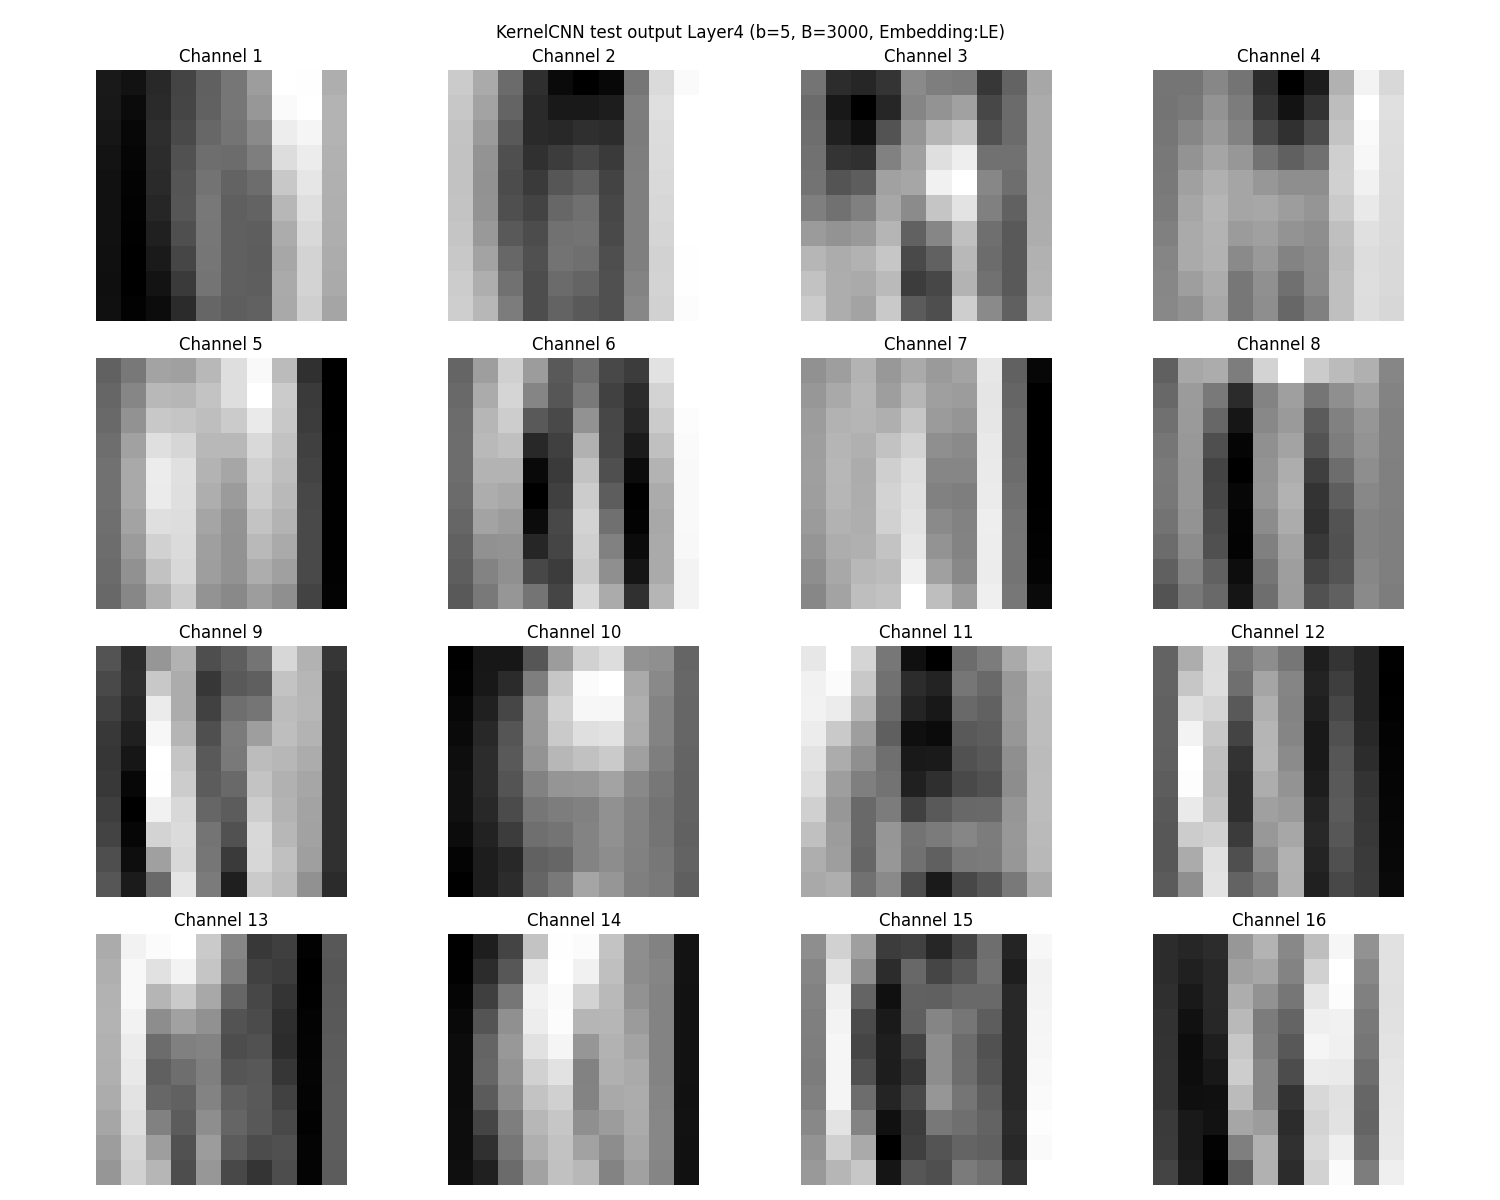 KernelCNN test output Layer4 (b=5, B=3000, Embedding:LE)
Channel 1 Channel 2 Channel 3 Channel 4
Channel 5 Channel 6 Channel 7 Channel 8
Channel 9 Channel 10 Channel 11 Channel 12
Channel 13 Channel 14 Channel 15 Channel 16